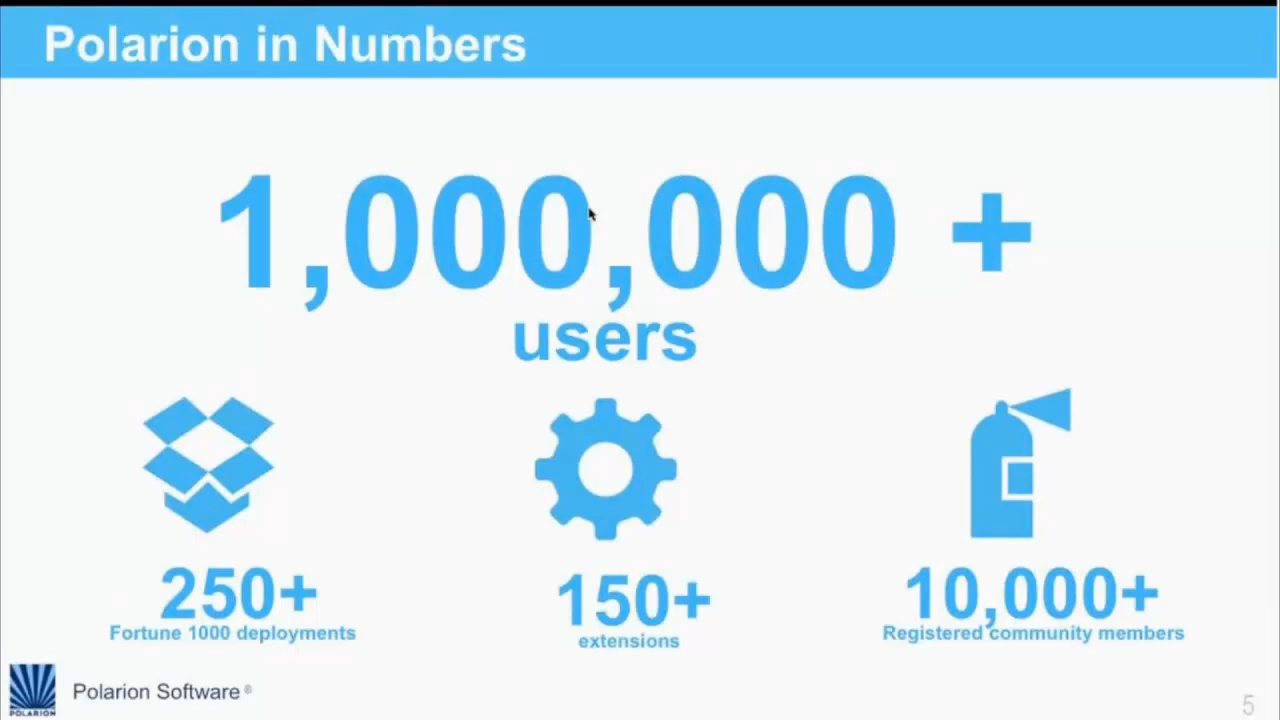 Polarion in Numbers
1,000,000 +
users
250+
Fortune 1000 deployments
150+
extensions
10,000+
Registered community members
POLARION
Polarion Software ®
5